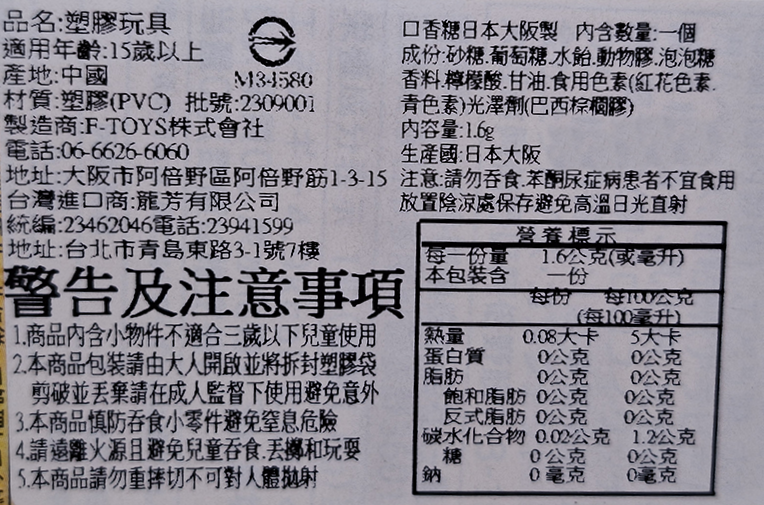 品名:塑膠玩具
適用年齡:15歲以上
產地:中國
M34580
材質:塑膠(PVC) 批號:2309001
製造商:F-TOYS株式會社
電話:06-6626-6060
地址:大阪市阿倍野區阿倍野筋1-3-15
台灣進口商:龍芳有限公司
統編:23462046電話:23941599
地址:台北市青島東路3-1號7樓
警告及注意事項
1.商品內含小物件不適合三歲以下兒童使用
2.本商品包裝請由大人開啟並將拆封塑膠袋
剪破並丟棄請在成人監督下使用避免意外
3.本商品慎防吞食小零件避免窒息危險
4.請遠離火源且避免兒童吞食.丟擲和玩耍
5.本商品請勿重摔切不可對人體拋射
口香糖日本大阪製 內含數量:一個
成份:砂糖.葡萄糖.水飴.動物膠.泡泡糖
香料.檸檬酸.甘油.食用色素(紅花色素.
青色素)光澤劑(巴西棕櫚膠)
內容量:1.6g
生產國:日本大阪
注意:請勿吞食.苯酮尿症病患者不宜食用
放置陰涼處保存避免高溫日光直射
營養標示
每一份量 1.6公克(或毫升)
本包裝含 一份
每份 每100公克
(每100毫升)
熱量 0.08大卡 5大卡
蛋白質 0公克 0公克
脂肪 0公克 0公克
飽和脂肪 0公克 0公克
反式脂肪 0公克 0公克
碳水化合物 0.02公克 1.2公克
糖 0公克 0公克
鈉 0毫克 0毫克